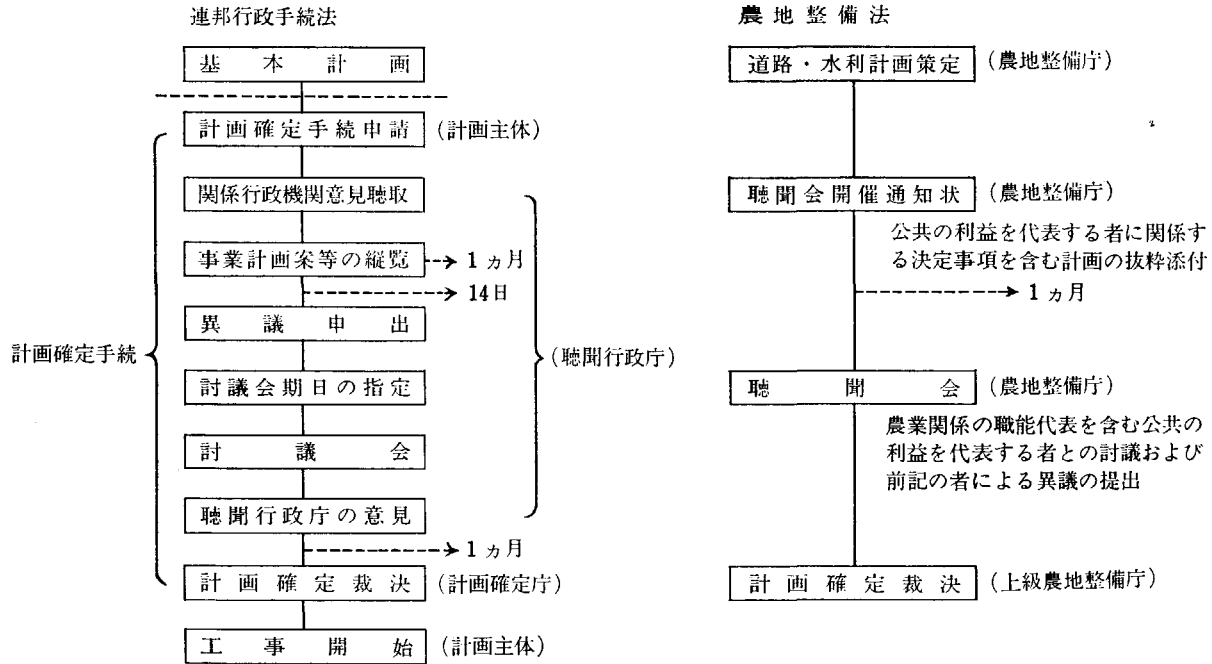 連邦行政手続法
基本計画
計画確定手続申請 (計画主体)
関係行政機関意見聴取
事業計画案等の縦覧 1ヵ月
14日
異議申出
計画確定手続
(聴聞行政庁)
討議会期日の指定
討議会
聴聞行政庁の意見
1ヵ月
計画確定裁決 (計画確定庁)
工事開始 (計画主体)
農地整備法
道路・水利計画策定 (農地整備庁)
聴聞会開催通知状 (農地整備庁)
公共の利益を代表する者に関係す
る決定事項を含む計画の抜粋添付
1ヵ月
聴聞会 (農地整備庁)
農業関係の職能代表を含む公共の
利益を代表する者との討議および
前記の者による異議の提出
計画確定裁決 (上級農地整備庁)